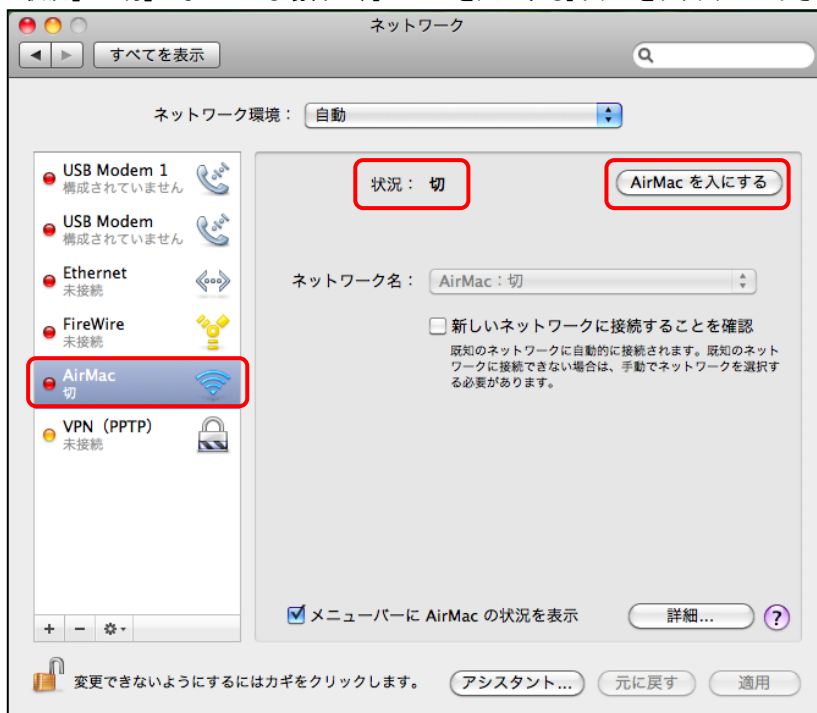 ネットワーク
すべてを表示
ネットワーク環境： 自動
USB Modem 1
構成されていません
USB Modem
構成されていません
Ethernet
未接続
FireWire
未接続
AirMac
切
VPN（PPTP）
未接続
状況： 切
AirMac を入にする
ネットワーク名： AirMac：切
新しいネットワークに接続することを確認
既知のネットワークに自動的に接続されます。既知のネット
ワークに接続できない場合は、手動でネットワークを選択す
る必要があります。
メニューバーに AirMac の状況を表示
詳細...
?
+ −
変更できないようにするにはカギをクリックします。
アシスタント...
元に戻す
適用